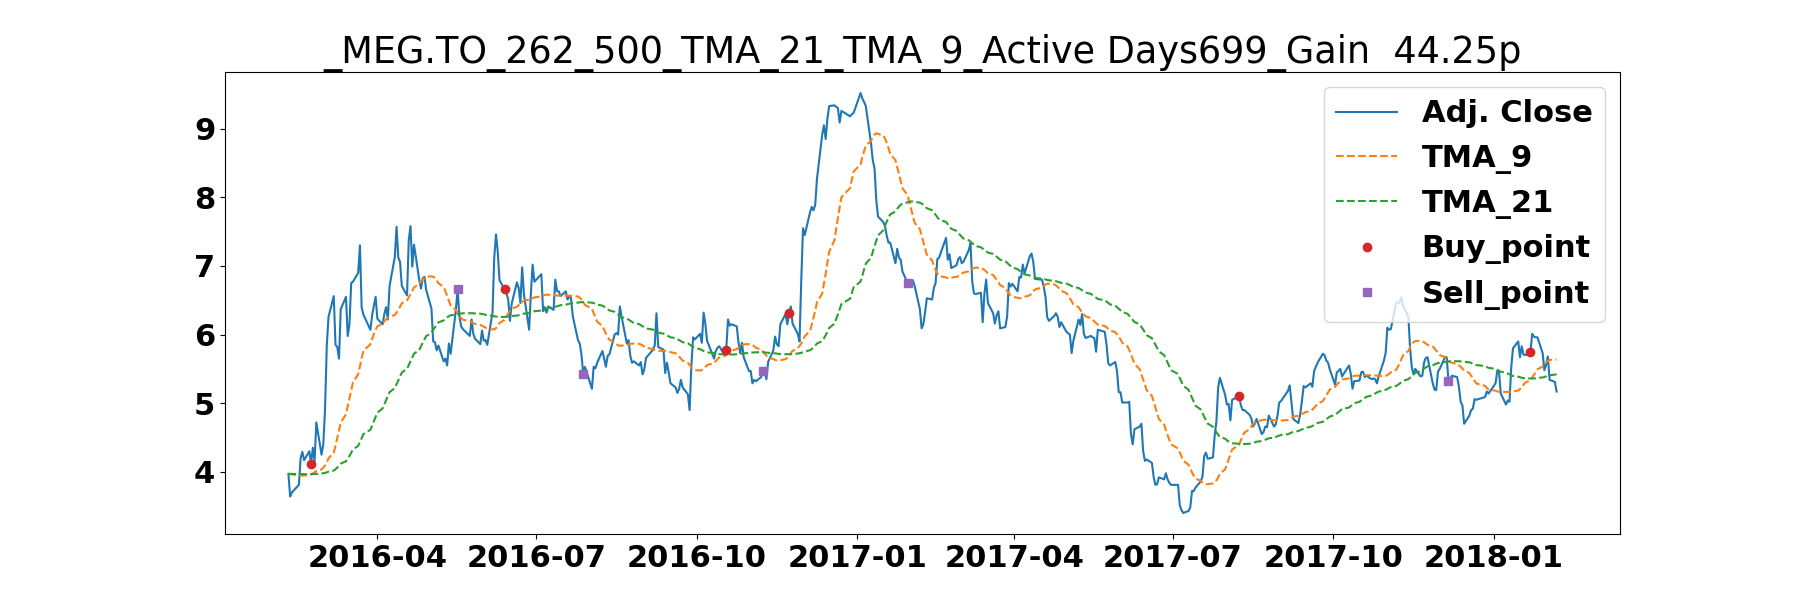 _MEG.TO_262_500_TMA_21_TMA_9_Active Days699_Gain  44.25p
9
8
7
6
5
4
Adj. Close
TMA_9
TMA_21
Buy_point
Sell_point
2016-04 2016-07 2016-10 2017-01 2017-04 2017-07 2017-10 2018-01